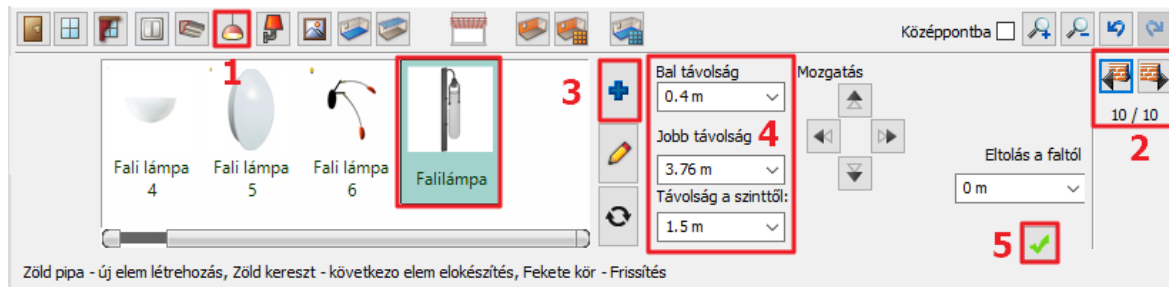 Középpontba
1
3
Bal távolság
0.4 m
Jobb távolság
4
3.76 m
Távolság a szinttől:
1.5 m
Mozgatás
Eltolás a faltól
0 m
5
10 / 10
2
Fali lámpa
4
Fali lámpa
5
Fali lámpa
6
Falilámpa
Zöld pipa - új elem létrehozás, Zöld kereszt - következo elem elokészítés, Fekete kör - Frissítés